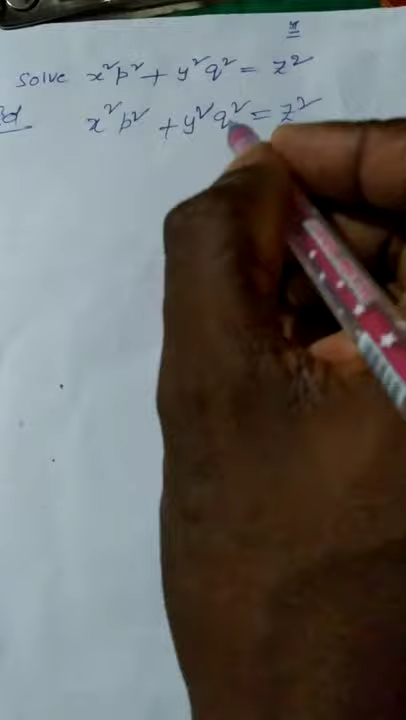 solve x²p² + y²q² = z²
x²p² + y²q² = z²